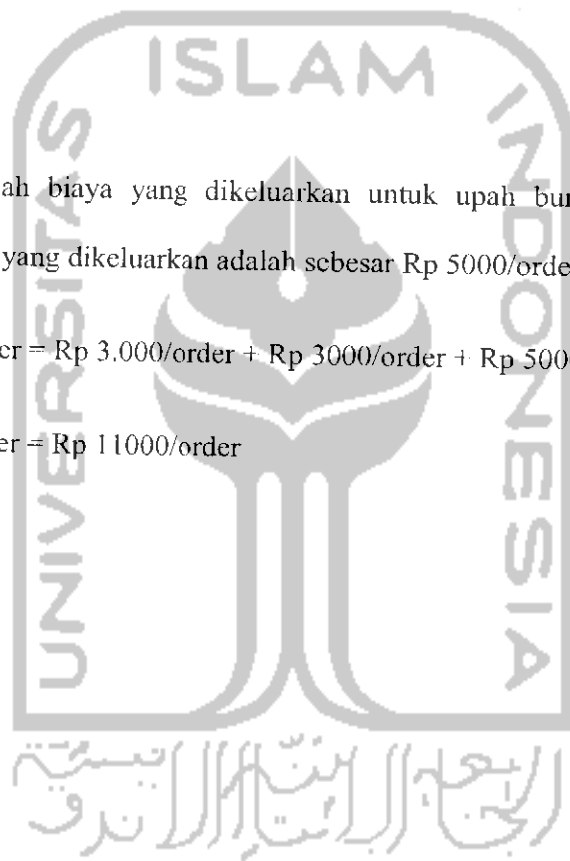 ISLAM
UNIVERSITAS
INDONESIA
ah biaya yang dikeluarkan untuk upah bur
yang dikeluarkan adalah sebesar Rp 5000/orde
er = Rp 3.000/order + Rp 3000/order + Rp 500
er = Rp 11000/order